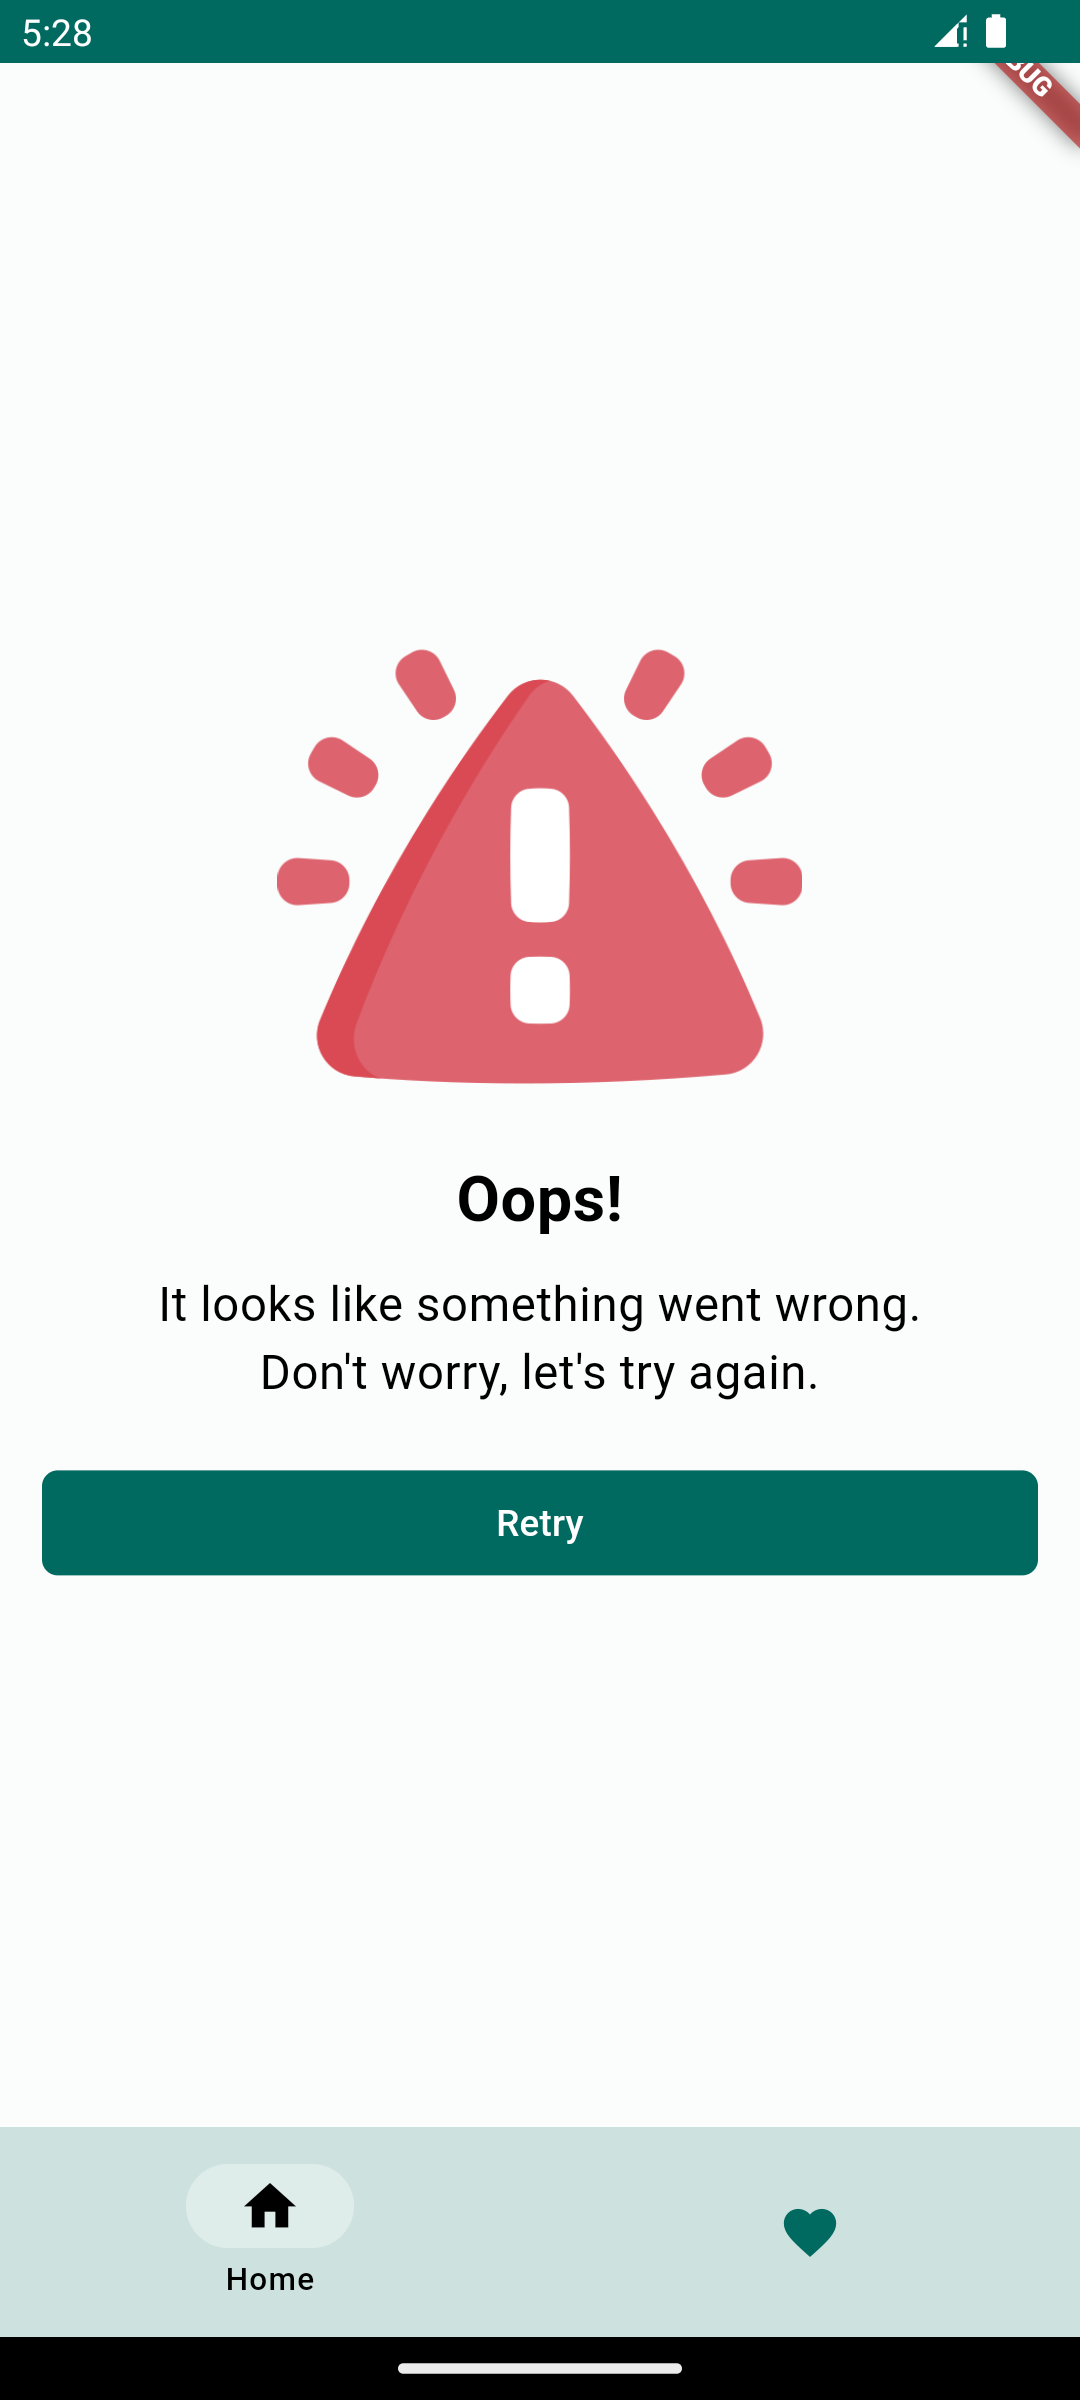 5:28
BUG
Oops!
It looks like something went wrong.
Don't worry, let's try again.
Retry
Home